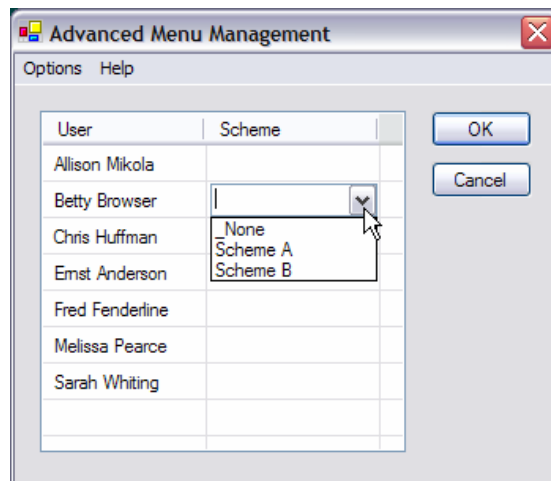 Advanced Menu Management
Options Help
User Scheme
OK
Allison Mikola
Cancel
Betty Browser
_None
Chris Huffman
Scheme A
Scheme B
Ernst Anderson
Fred Fenderline
Melissa Pearce
Sarah Whiting